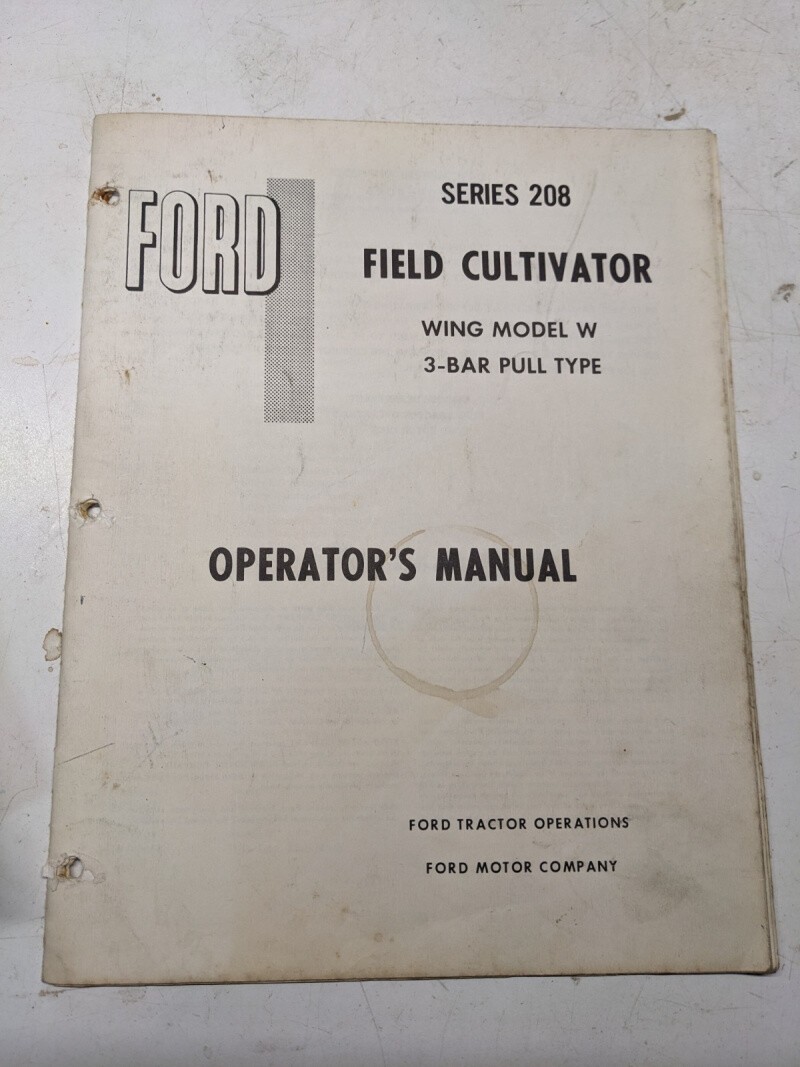 FORD
SERIES 208
FIELD CULTIVATOR
WING MODEL W
3-BAR PULL TYPE
OPERATOR'S MANUAL
FORD TRACTOR OPERATIONS
FORD MOTOR COMPANY